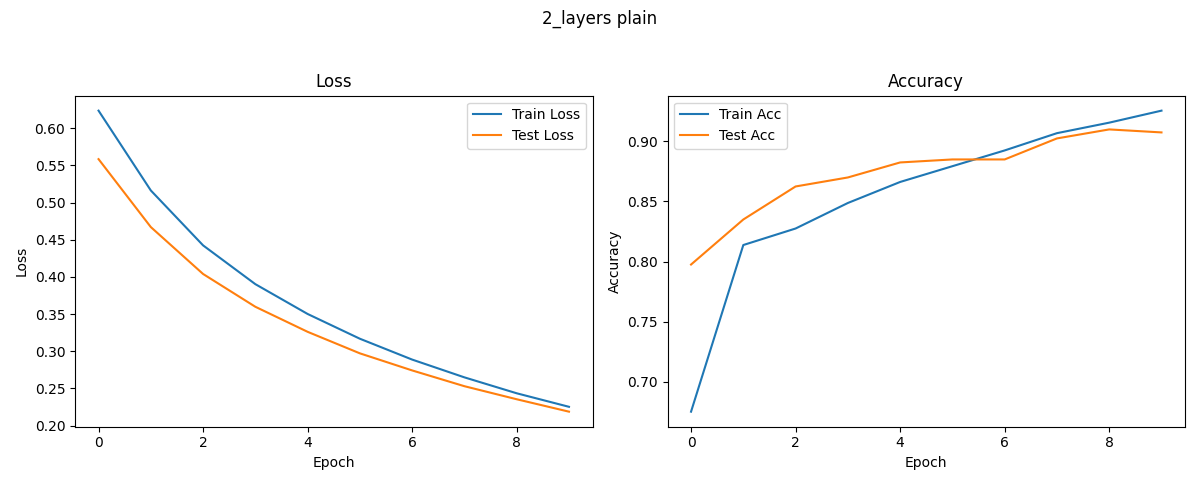 2_layers plain
Loss
Train Loss
Test Loss
0.60
0.55
0.50
0.45
0.40
0.35
0.30
0.25
0.20
Loss
0 2 4 6 8
Epoch
Accuracy
Train Acc
Test Acc
0.90
0.85
0.80
0.75
0.70
Accuracy
0 2 4 6 8
Epoch